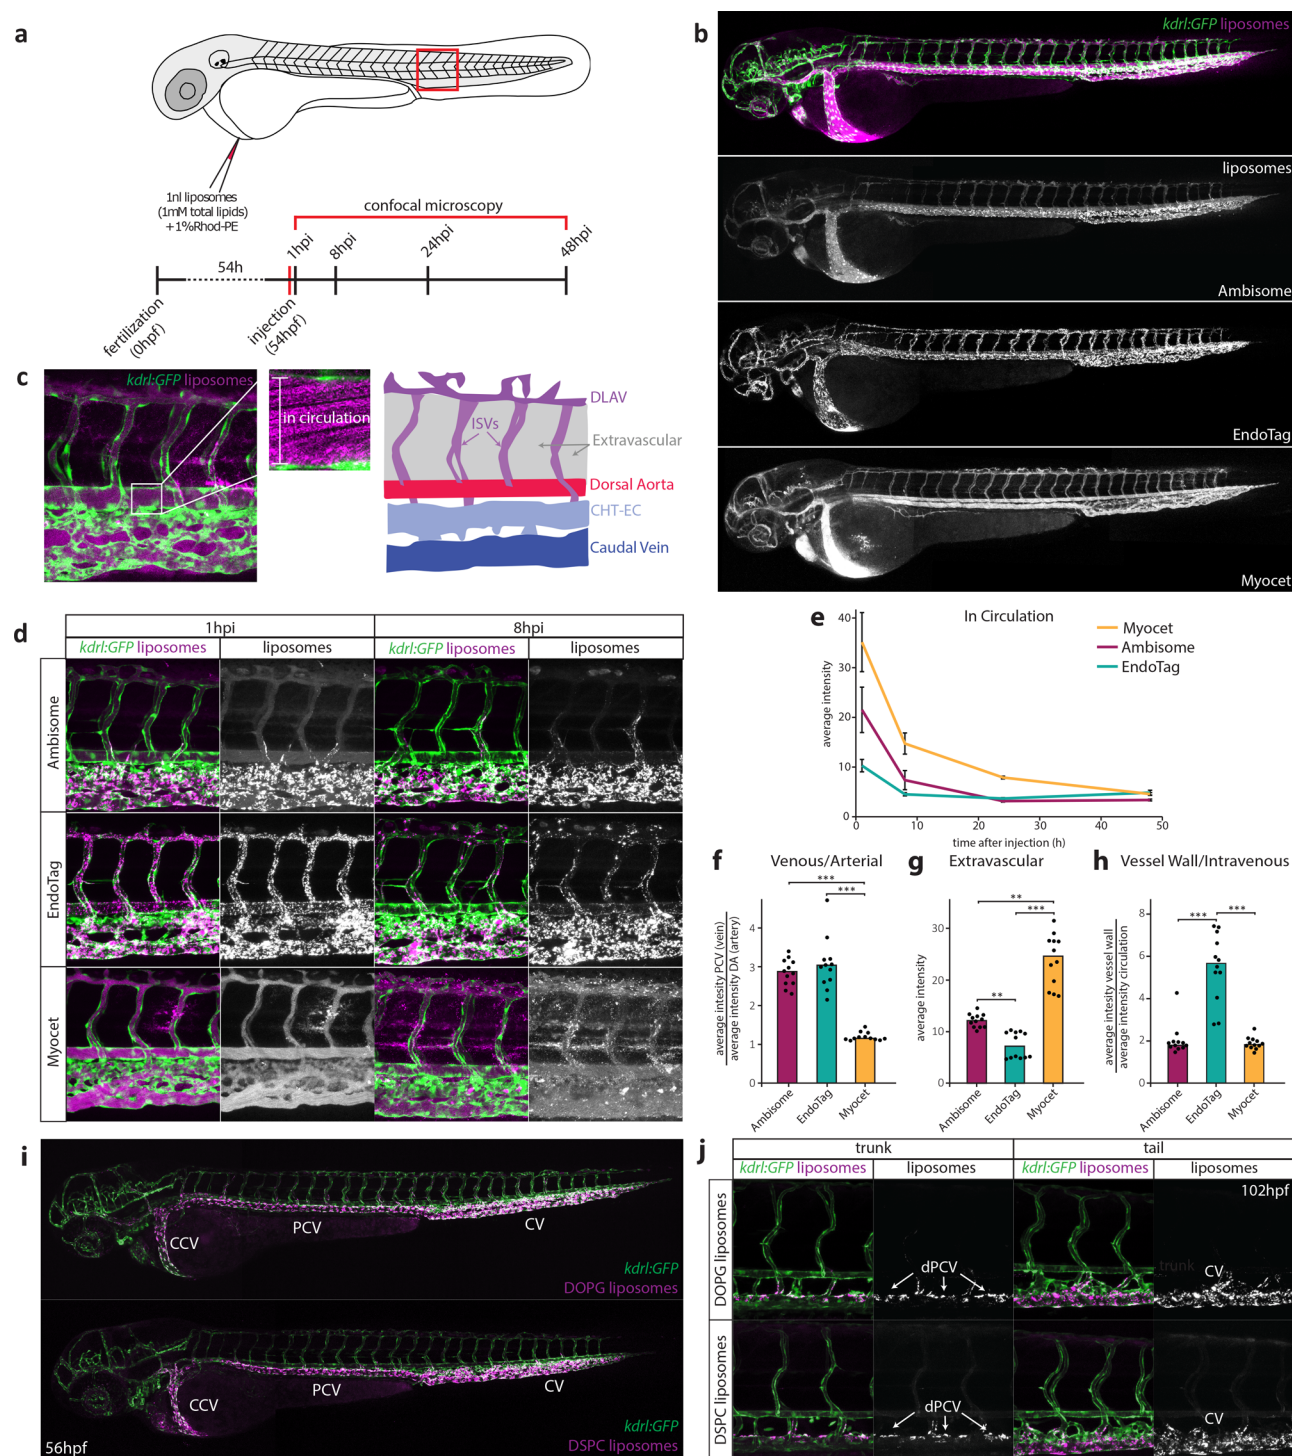 a
1nl liposomes
(1mM total lipids)
+1%Rhod-PE
confocal microscopy
1hpi
8hpi
24hpi
48hpi
54h
fertilization
(0hpf)
injection
(54hpf)
b
kdrl:GFP liposomes
liposomes
Ambisome
EndoTag
Myocet
c
kdrl:GFP liposomes
in circulation
DLAV
ISVs
Extravascular
Dorsal Aorta
CHT-EC
Caudal Vein
d
1hpi
8hpi
kdrl:GFP liposomes
liposomes
kdrl:GFP liposomes
liposomes
Ambisome
EndoTag
Myocet
e
In Circulation
average intensity
40
30
20
10
0
0
10
20
30
40
50
time after injection (h)
Myocet
Ambisome
EndoTag
f
Venous/Arterial
average intesity PCV (vein)
average intensity DA (artery)
***
***
4
3
2
1
0
Ambisome
EndoTag
Myocet
g
Extravascular
average intensity
**
***
**
30
20
10
0
Ambisome
EndoTag
Myocet
h
Vessel Wall/Intravenous
average intesity vessel wall
average intensity circulation
***
***
8
6
4
2
0
Ambisome
EndoTag
Myocet
i
CCV
PCV
CV
kdrl:GFP
DOPG liposomes
CCV
PCV
CV
kdrl:GFP
DSPC liposomes
56hpf
j
trunk
tail
kdrl:GFP liposomes
liposomes
kdrl:GFP liposomes
liposomes
102hpf
DOPG liposomes
dPCV
trunk
CV
DSPC liposomes
dPCV
CV